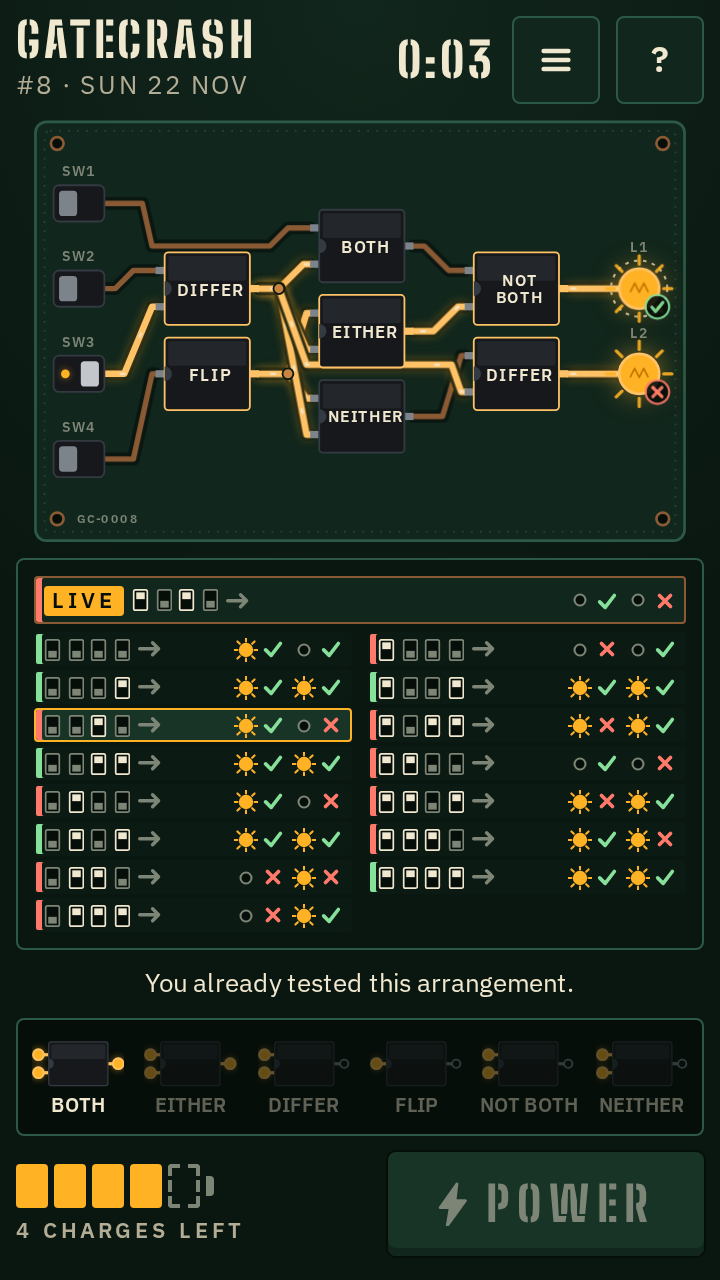 GATECRASH
#8 · SUN 22 NOV
0:03
?
SW1
SW2
SW3
SW4
DIFFER
FLIP
BOTH
EITHER
NEITHER
NOT
BOTH
DIFFER
L1
L2
GC-0008
LIVE
You already tested this arrangement.
BOTH
EITHER
DIFFER
FLIP
NOT BOTH
NEITHER
4 CHARGES LEFT
POWER